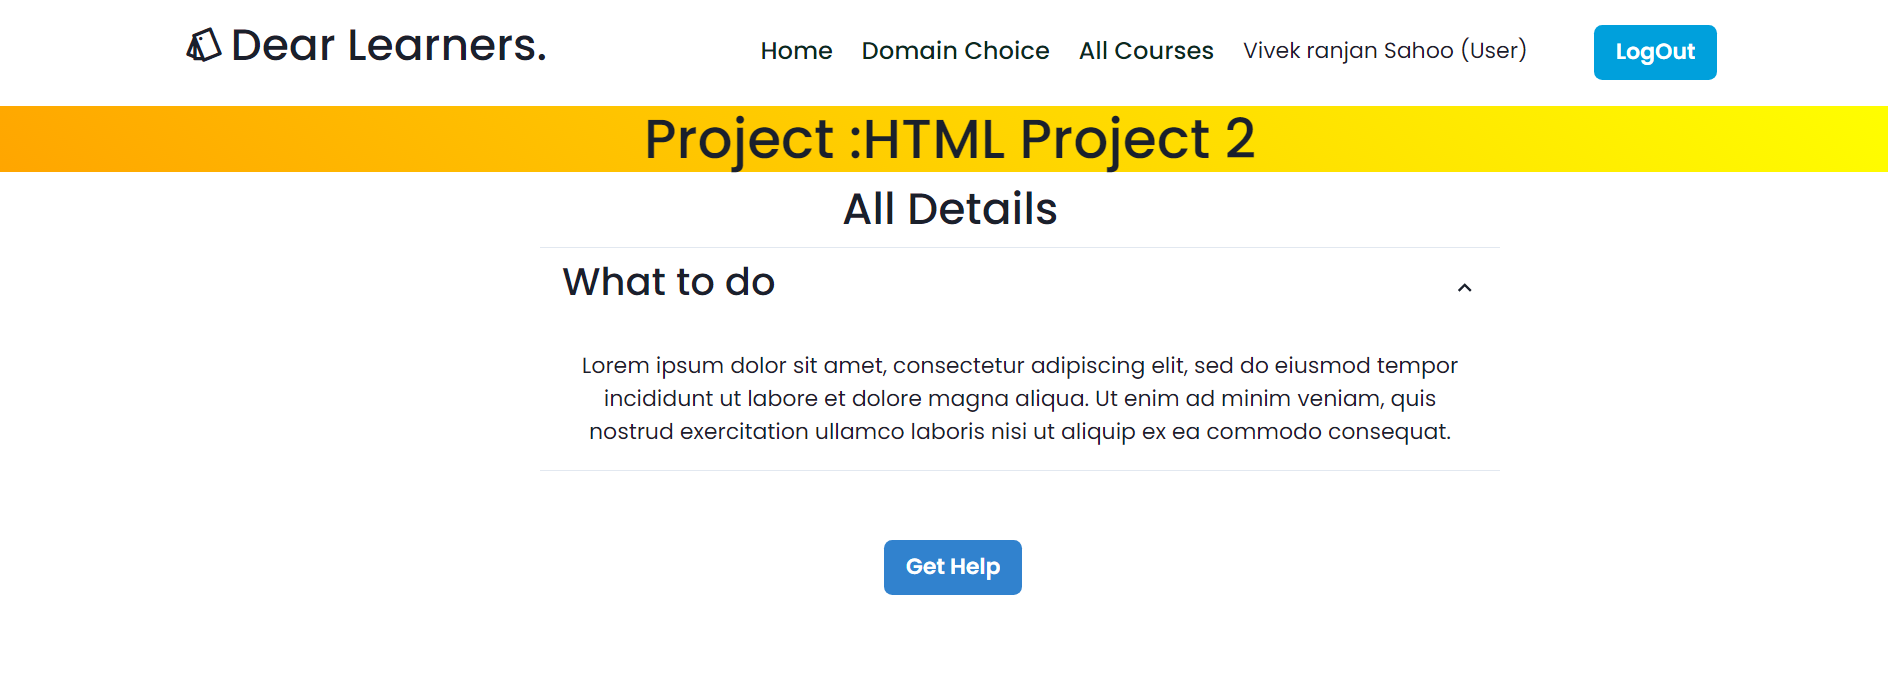 Dear Learners.
Home Domain Choice All Courses Vivek ranjan Sahoo (User) LogOut
Project :HTML Project 2
All Details
What to do
Lorem ipsum dolor sit amet, consectetur adipiscing elit, sed do eiusmod tempor
incididunt ut labore et dolore magna aliqua. Ut enim ad minim veniam, quis
nostrud exercitation ullamco laboris nisi ut aliquip ex ea commodo consequat.
Get Help